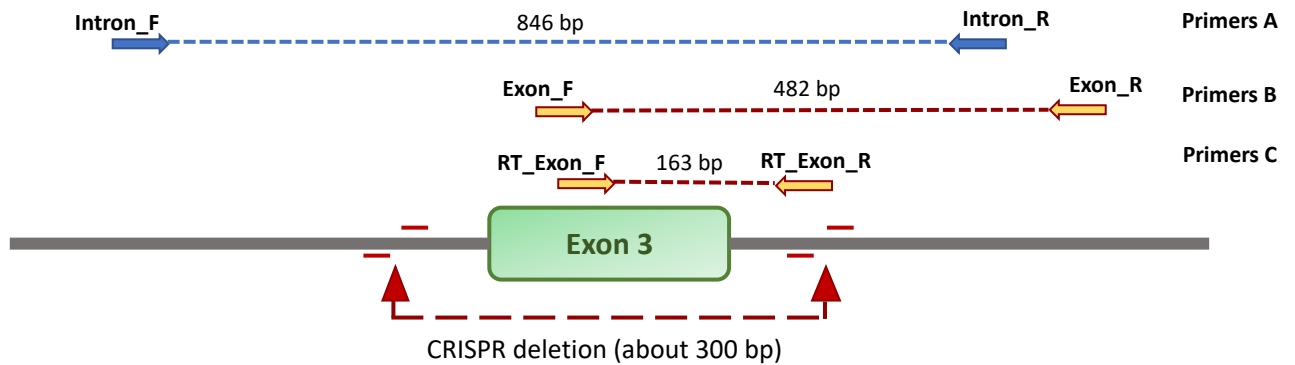 Intron_F
846 bp
Intron_R
Primers A
Exon_F
482 bp
Exon_R
Primers B
RT_Exon_F
163 bp
RT_Exon_R
Primers C
Exon 3
CRISPR deletion (about 300 bp)